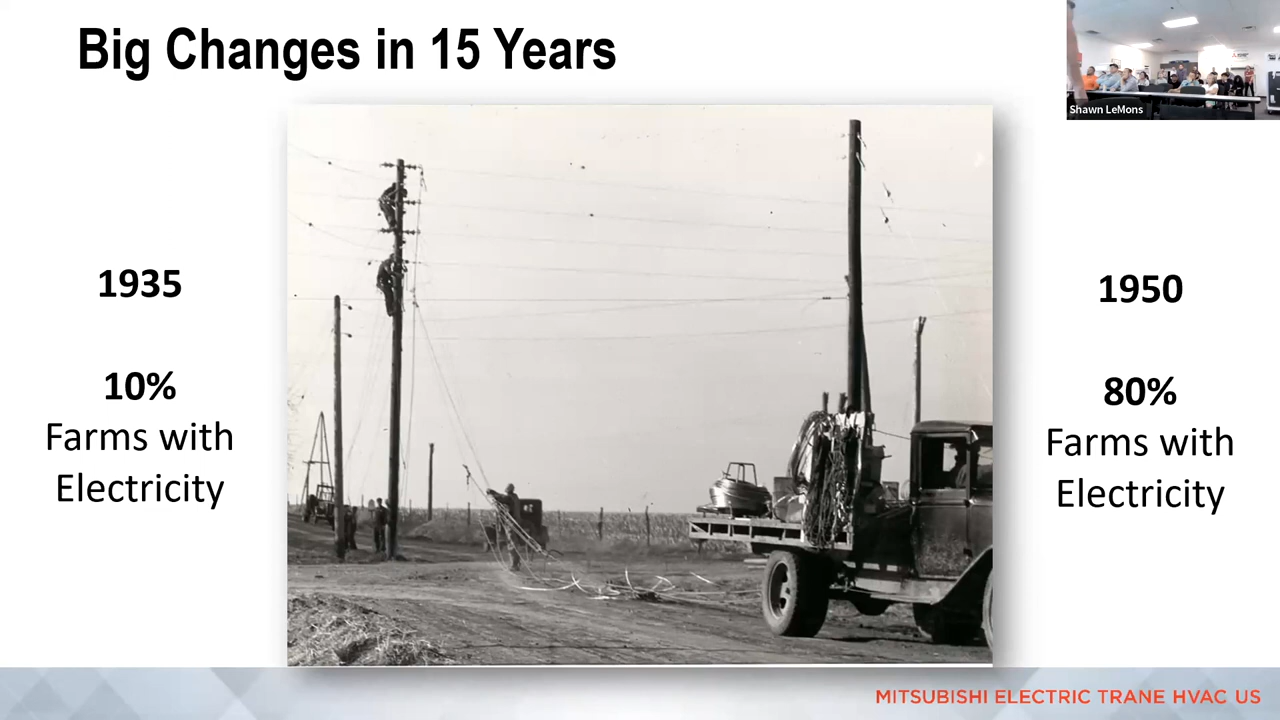 Big Changes in 15 Years
Shawn LeMons
1935
10%
Farms with
Electricity
1950
80%
Farms with
Electricity
MITSUBISHI ELECTRIC TRANE HVAC US